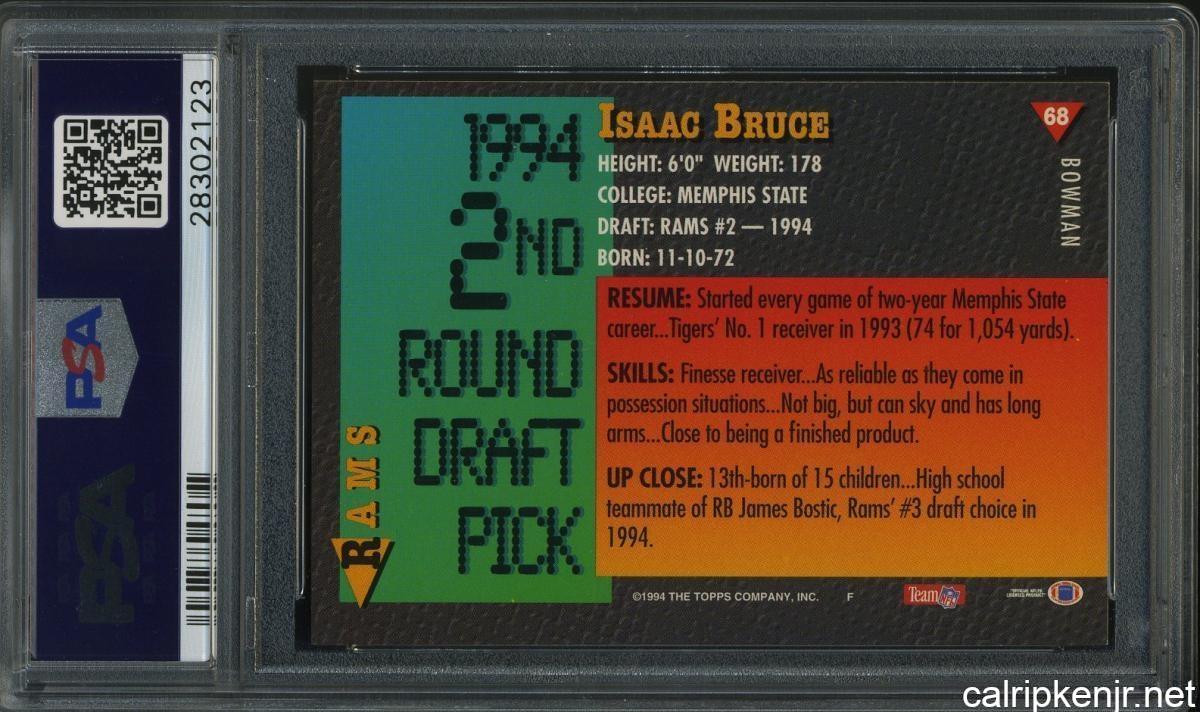 28302123
PSA
PSA
1994
2ND
ROUND
DRAFT
PICK
RAMS
ISAAC BRUCE
68
BOWMAN
HEIGHT: 6'0" WEIGHT: 178
COLLEGE: MEMPHIS STATE
DRAFT: RAMS #2 — 1994
BORN: 11-10-72
RESUME: Started every game of two-year Memphis State
career...Tigers' No. 1 receiver in 1993 (74 for 1,054 yards).
SKILLS: Finesse receiver...As reliable as they come in
possession situations...Not big, but can sky and has long
arms...Close to being a finished product.
UP CLOSE: 13th-born of 15 children...High school
teammate of RB James Bostic, Rams' #3 draft choice in
1994.
©1994 THE TOPPS COMPANY, INC. F
Team NFL
calripkenjr.net